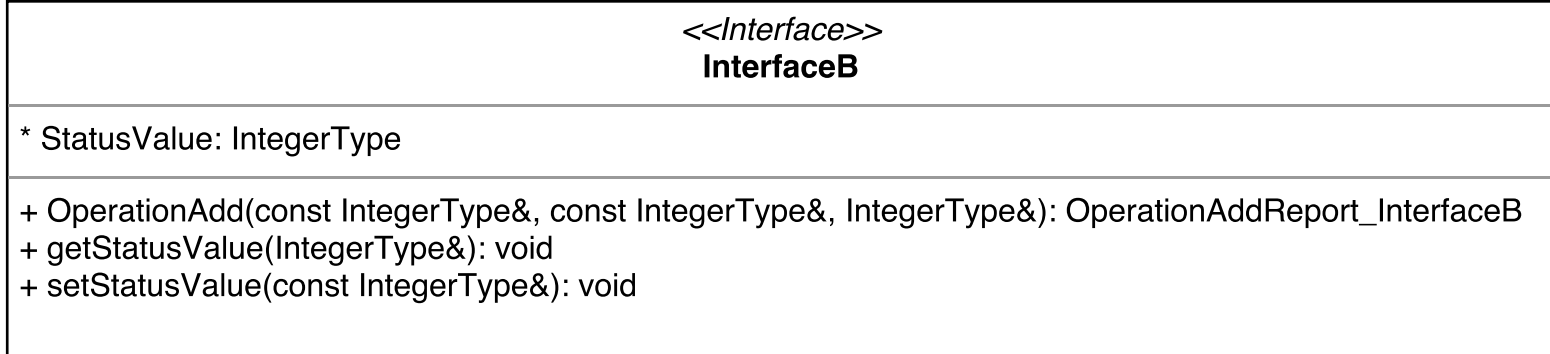 <<Interface>>
InterfaceB
* StatusValue: IntegerType
+ OperationAdd(const IntegerType&, const IntegerType&, IntegerType&): OperationAddReport_InterfaceB
+ getStatusValue(IntegerType&): void
+ setStatusValue(const IntegerType&): void